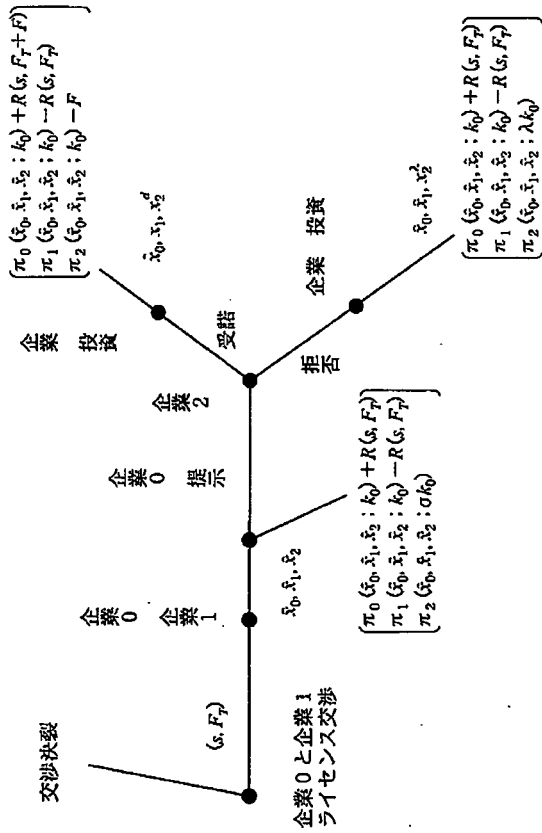 交渉決裂
企業0と企業1
ライセンス交渉
(s, F_T)
企業0
企業1
x̂_0, x̂_1, x̂_2
π_0 (x̂_0, x̂_1, x̂_2 ; k_0) + R(s, F_T)
π_1 (x̂_0, x̂_1, x̂_2 ; k_0) − R(s, F_T)
π_2 (x̂_0, x̂_1, x̂_2 ; σk_0)
企業0 提示
企業2
受諾
拒否
企業 投資
x̂_0, x_1, x_2^d
π_0 (x̂_0, x̂_1, x̂_2 ; k_0) + R(s, F_T + F)
π_1 (x̂_0, x̂_1, x̂_2 ; k_0) − R(s, F_T)
π_2 (x̂_0, x̂_1, x̂_2 ; k_0) − F
企業 投資
x̂_0, x̂_1, x_2^λ
π_0 (x̂_0, x̂_1, x̂_2 ; k_0) + R(s, F_T)
π_1 (x̂_0, x̂_1, x̂_2 ; k_0) − R(s, F_T)
π_2 (x̂_0, x̂_1, x̂_2 ; λk_0)